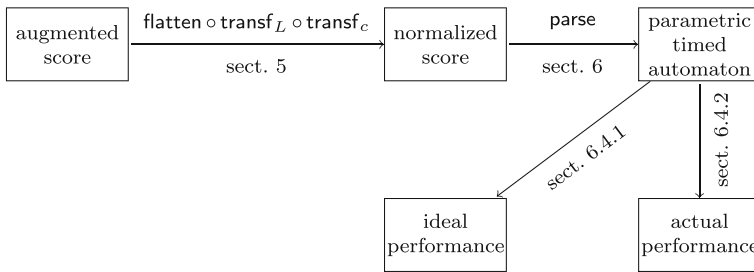 augmented
score
flatten ∘ transf_L ∘ transf_c
sect. 5
normalized
score
parse
sect. 6
parametric
timed
automaton
sect. 6.4.1
sect. 6.4.2
ideal
performance
actual
performance